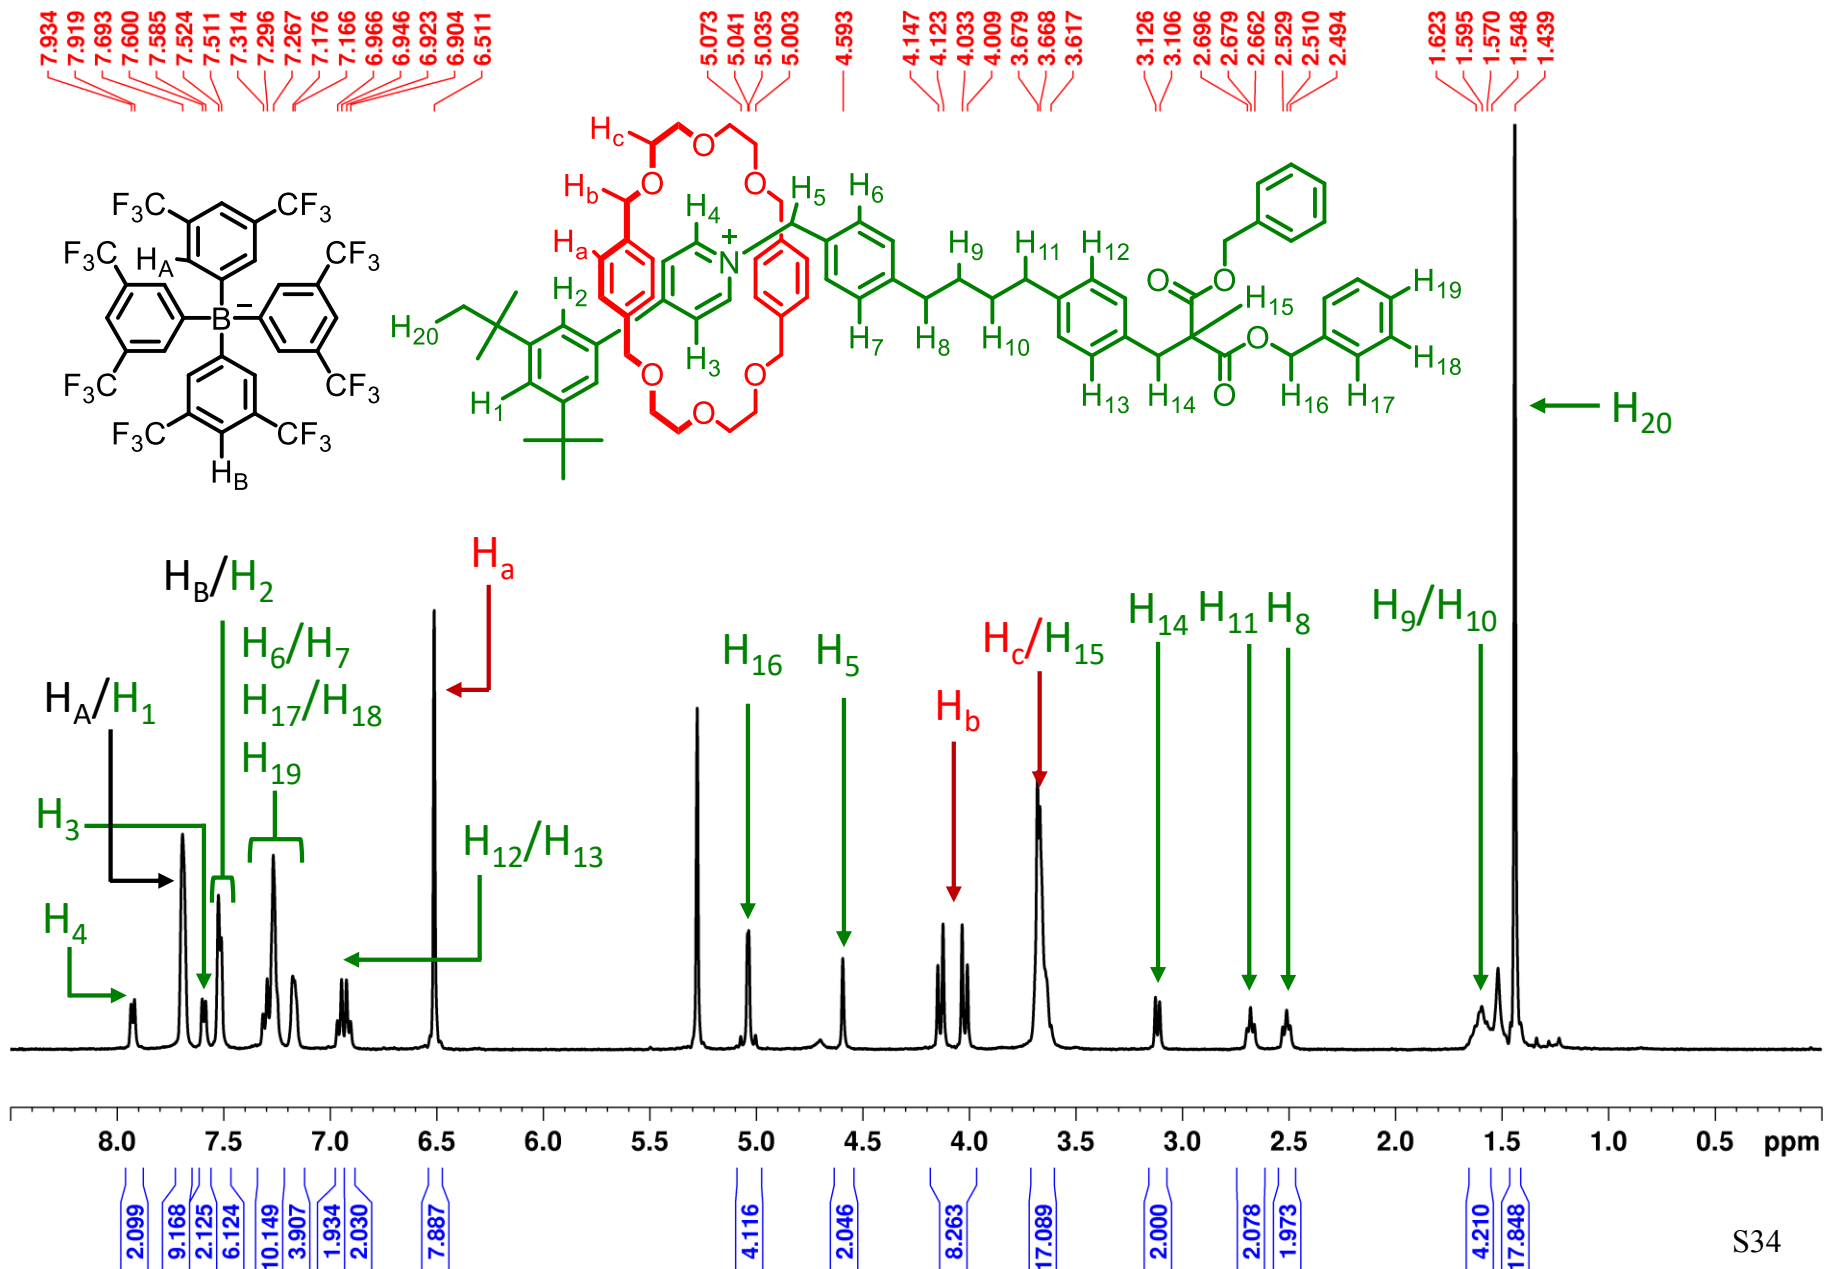 7.934 7.919 7.693 7.600 7.585 7.524 7.511 7.314 7.296 7.267 7.176 7.166 6.966 6.946 6.923 6.904 6.511 5.073 5.041 5.035 5.003 4.593 4.147 4.123 4.033 4.009 3.679 3.668 3.617 3.126 3.106 2.696 2.679 2.662 2.529 2.510 2.494 1.623 1.595 1.570 1.548 1.439
F3C CF3
F3C HA CF3
B−
F3C CF3
F3C CF3
HB
Hc O
Hb O O H5 H6
Ha H4 + N H9 H11 H12
H2 O O H15 H19
H20 H3 H7 H8 H10 O H18
H1 O O H13 H14 O H16 H17
O
H20
Ha
HB/H2
H6/H7
H17/H18
H19
HA/H1
H3
H4
H12/H13
H16 H5
Hb
Hc/H15
H14 H11 H8
H9/H10
8.0 7.5 7.0 6.5 6.0 5.5 5.0 4.5 4.0 3.5 3.0 2.5 2.0 1.5 1.0 0.5 ppm
2.099 9.168 2.125 6.124 10.149 3.907 1.934 2.030 7.887 4.116 2.046 8.263 17.089 2.000 2.078 1.973 4.210 17.848
S34